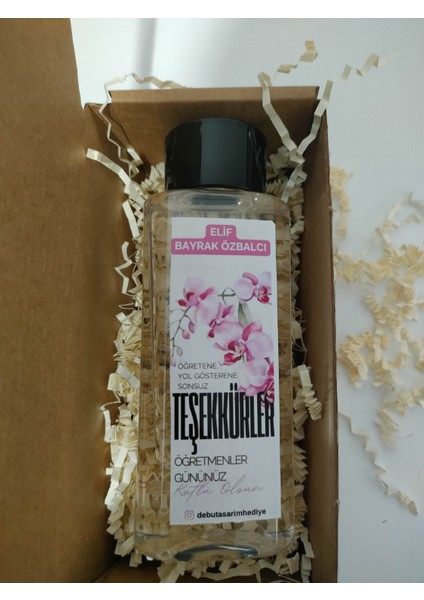 ELİF
BAYRAK ÖZBALCI
ÖĞRETENE,
YOL GÖSTERENE
SONSUZ
TEŞEKKÜRLER
ÖĞRETMENLER
GÜNÜNÜZ
Kutlu Olsun
debutasarimhediye